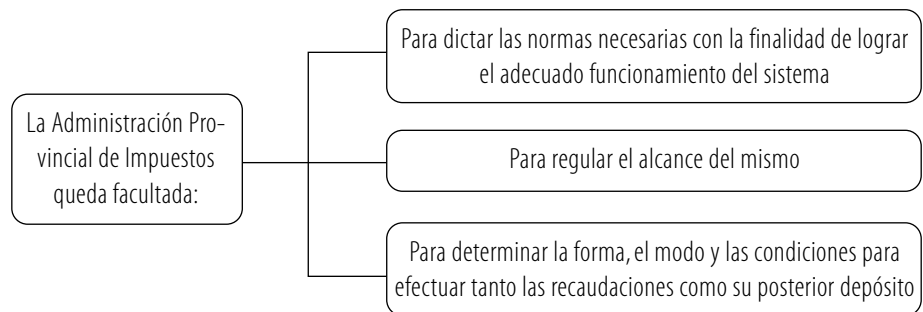 La Administración Pro-
vincial de Impuestos
queda facultada:
Para dictar las normas necesarias con la finalidad de lograr
el adecuado funcionamiento del sistema
Para regular el alcance del mismo
Para determinar la forma, el modo y las condiciones para
efectuar tanto las recaudaciones como su posterior depósito